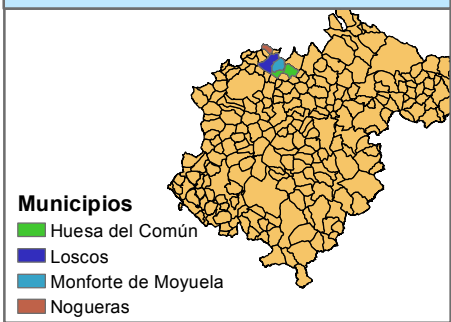 Municipios
Huesa del Común
Loscos
Monforte de Moyuela
Nogueras